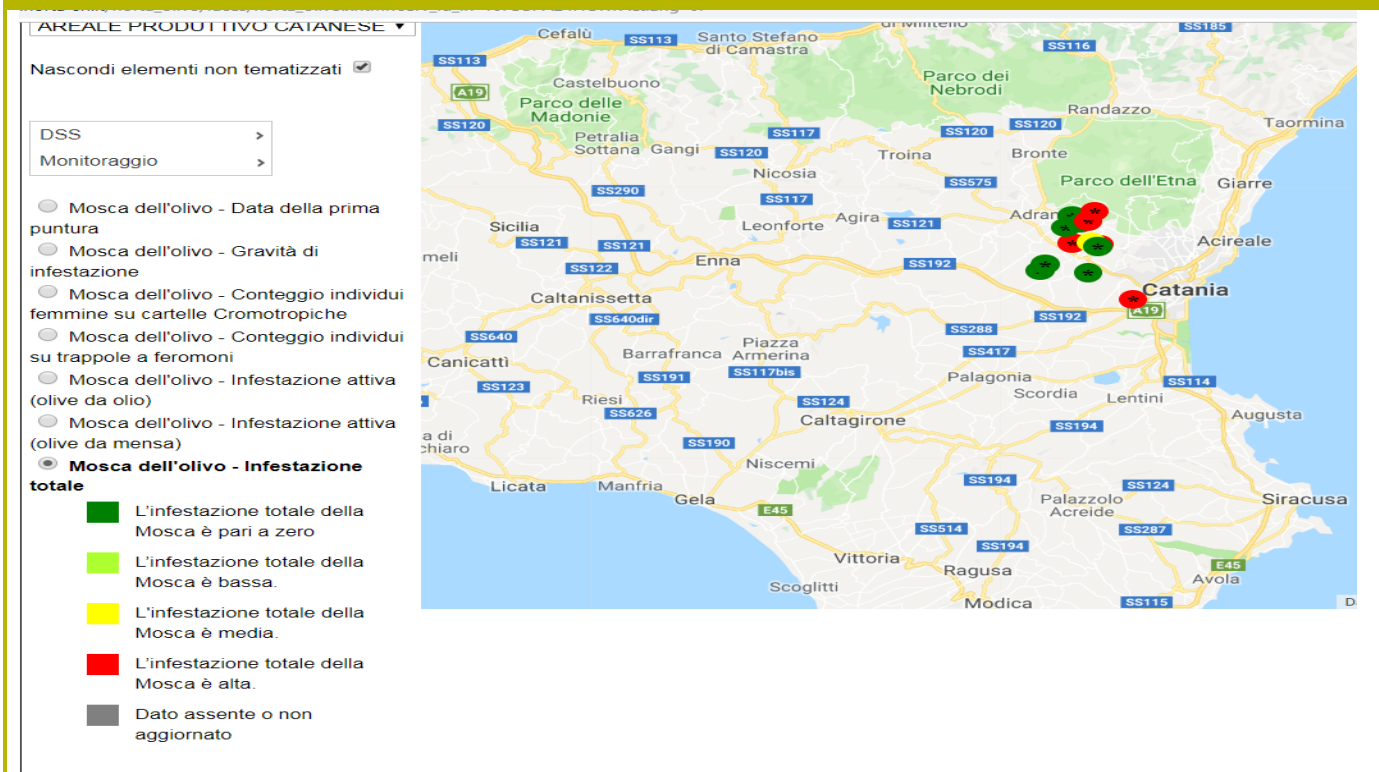 AREALE PRODUTTIVO CATANESE
Nascondi elementi non tematizzati
DSS >
Monitoraggio >
Mosca dell'olivo - Data della prima
puntura
Mosca dell'olivo - Gravità di
infestazione
Mosca dell'olivo - Conteggio individui
femmine su cartelle Cromotropiche
Mosca dell'olivo - Conteggio individui
su trappole a feromoni
Mosca dell'olivo - Infestazione attiva
(olive da olio)
Mosca dell'olivo - Infestazione attiva
(olive da mensa)
Mosca dell'olivo - Infestazione
totale
L'infestazione totale della
Mosca è pari a zero
L'infestazione totale della
Mosca è bassa.
L'infestazione totale della
Mosca è media.
L'infestazione totale della
Mosca è alta.
Dato assente o non
aggiornato
di Militello
SS185
Cefalù
SS113
Santo Stefano
di Camastra
SS116
SS113
Castelbuono
Parco dei
Nebrodi
A19
Parco delle
Madonie
Randazzo
Taormina
SS120
Petralia
Sottana
Gangi
SS120
SS117
Troina
SS120
SS120
Bronte
Nicosia
SS575
Parco dell'Etna
Giarre
SS290
SS117
Sicilia
Leonforte
Agira
SS121
Adran
Acireale
SS121
SS121
meli
SS122
Enna
SS192
Caltanissetta
Catania
A19
SS640dir
SS192
SS640
Piazza
Armerina
SS288
Canicattì
Barrafranca
SS417
SS191
SS117bis
Palagonia
SS114
SS123
Scordia
Lentini
Riesi
SS626
SS124
Caltagirone
Augusta
SS194
a di
chiaro
SS190
Niscemi
Licata
Manfria
Gela
SS194
SS124
Palazzolo
Acreide
Siracusa
E45
SS514
SS287
SS194
Vittoria
Ragusa
E45
Avola
Scoglitti
Modica
SS115